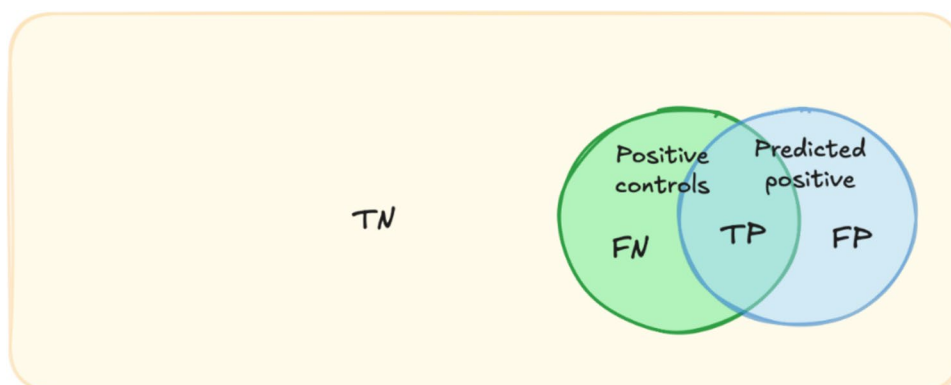 Positive
controls
Predicted
positive
TN
FN
TP
FP